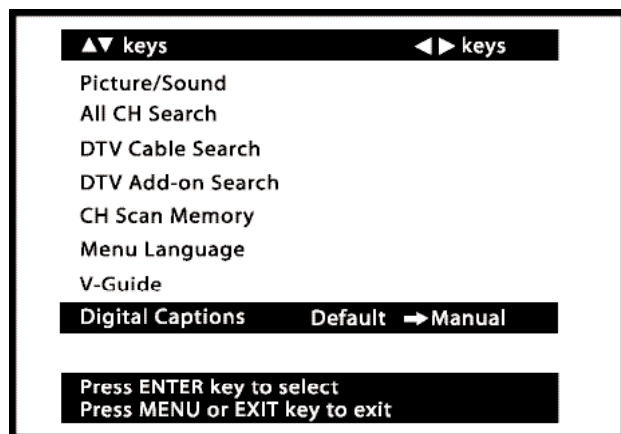 ▲▼ keys ◀ ▶ keys
Picture/Sound
All CH Search
DTV Cable Search
DTV Add-on Search
CH Scan Memory
Menu Language
V-Guide
Digital Captions Default ➡Manual
Press ENTER key to select
Press MENU or EXIT key to exit